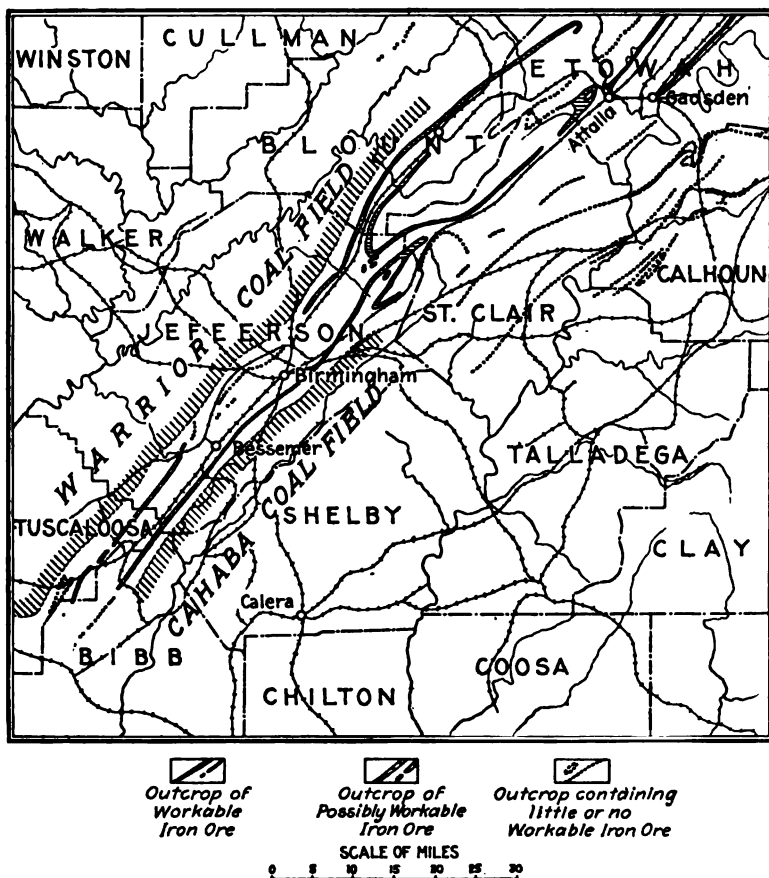 CULLMAN
WINSTON
ETOWAH
Gadsden
Attalla
BLOUNT
WALKER
WARRIOR COAL FIELD
CALHOUN
ST. CLAIR
JEFFERSON
Birmingham
Bessemer
CAHABA COAL FIELD
TALLADEGA
TUSCALOOSA
SHELBY
CLAY
Calera
BIBB
COOSA
CHILTON
Outcrop of
Workable
Iron Ore
Outcrop of
Possibly Workable
Iron Ore
Outcrop containing
little or no
Workable Iron Ore
SCALE OF MILES
0 5 10 15 20 25 30